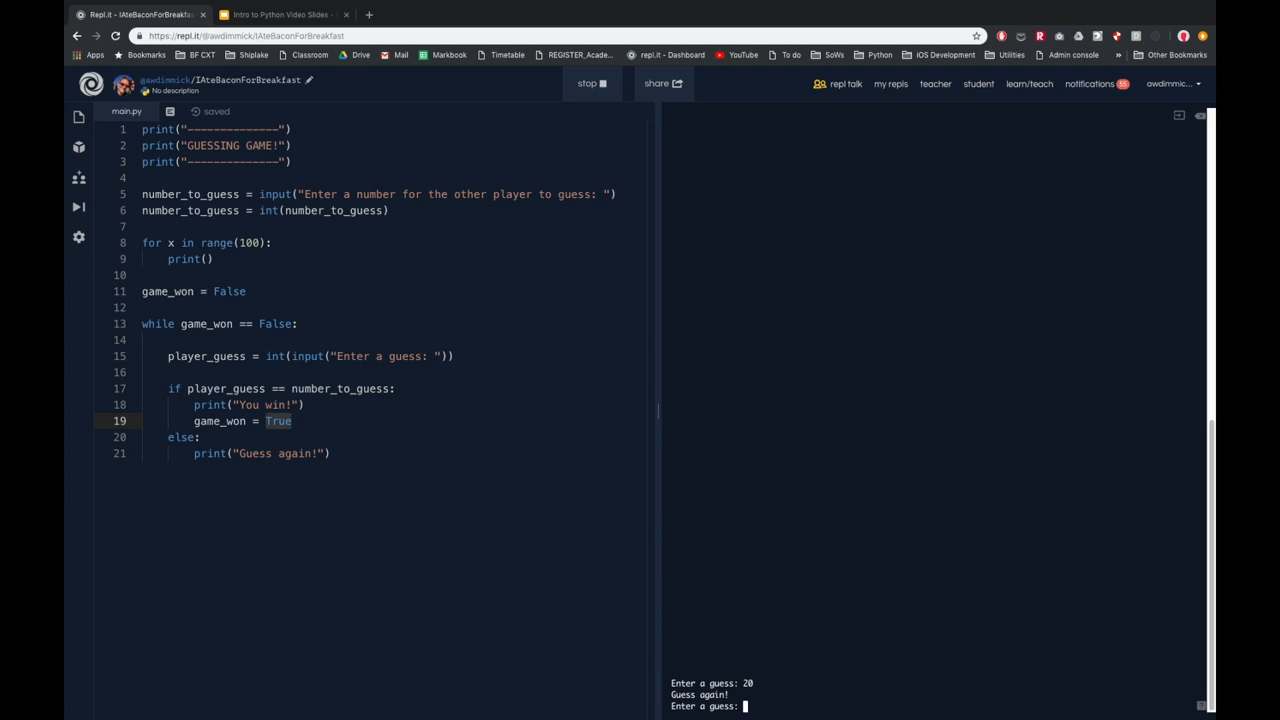 Repl.it - IAteBaconForBreakfas
Intro to Python Video Slides -
https://repl.it/@awdimmick/IAteBaconForBreakfast
Apps Bookmarks BF CXT Shiplake Classroom Drive Mail Markbook Timetable REGISTER_Acade... repl.it - Dashboard YouTube To do SoWs Python iOS Development Utilities Admin console » Other Bookmarks
@awdimmick/IAteBaconForBreakfast
No description
stop
share
repl talk my repls teacher student learn/teach notifications 55 awdimmic...
main.py saved
1 print("--------------")
2 print("GUESSING GAME!")
3 print("--------------")
4
5 number_to_guess = input("Enter a number for the other player to guess: ")
6 number_to_guess = int(number_to_guess)
7
8 for x in range(100):
9 print()
10
11 game_won = False
12
13 while game_won == False:
14
15 player_guess = int(input("Enter a guess: "))
16
17 if player_guess == number_to_guess:
18 print("You win!")
19 game_won = True
20 else:
21 print("Guess again!")
Enter a guess: 20
Guess again!
Enter a guess: